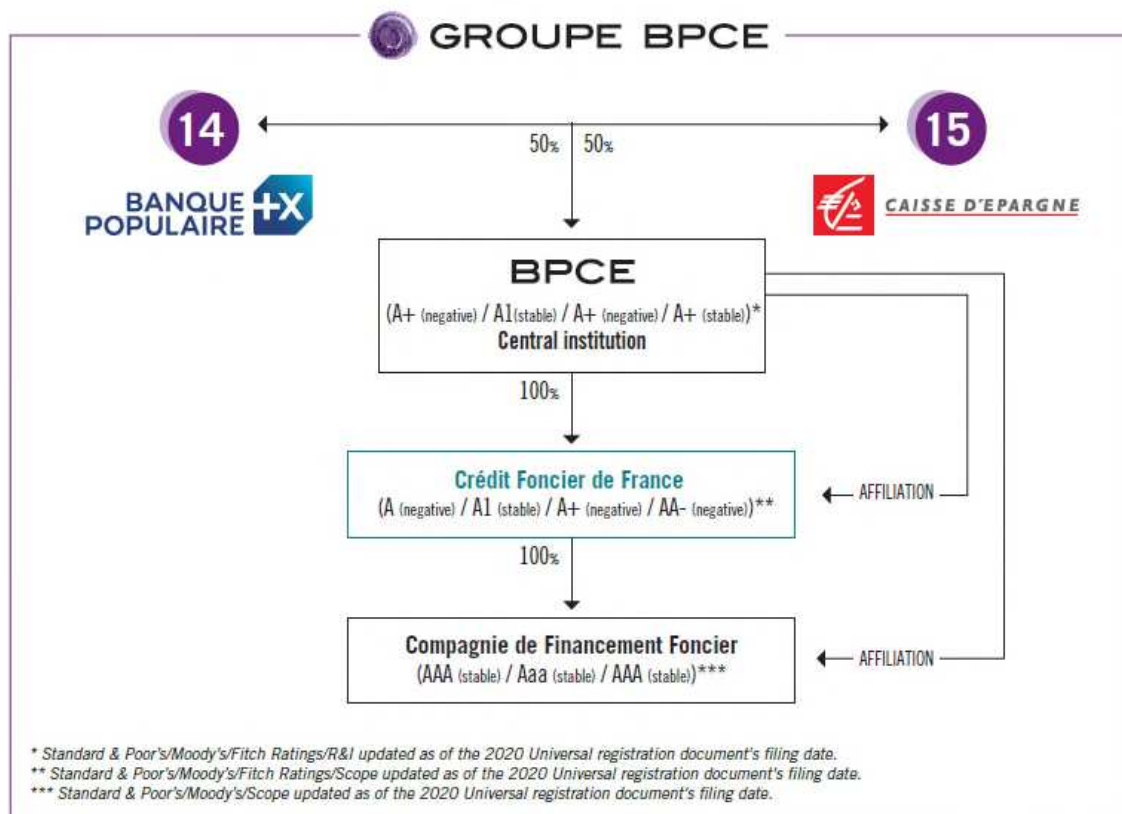 GROUPE BPCE
14
15
50% 50%
BANQUE
POPULAIRE +X
CAISSE D'EPARGNE
BPCE
(A+ (negative) / A1(stable) / A+ (negative) / A+ (stable))*
Central institution
100%
Crédit Foncier de France
(A (negative) / A1 (stable) / A+ (negative) / AA- (negative))**
AFFILIATION
100%
Compagnie de Financement Foncier
(AAA (stable) / Aaa (stable) / AAA (stable))***
AFFILIATION
* Standard & Poor's/Moody's/Fitch Ratings/R&I updated as of the 2020 Universal registration document's filing date.
** Standard & Poor's/Moody's/Fitch Ratings/Scope updated as of the 2020 Universal registration document's filing date.
*** Standard & Poor's/Moody's/Scope updated as of the 2020 Universal registration document's filing date.